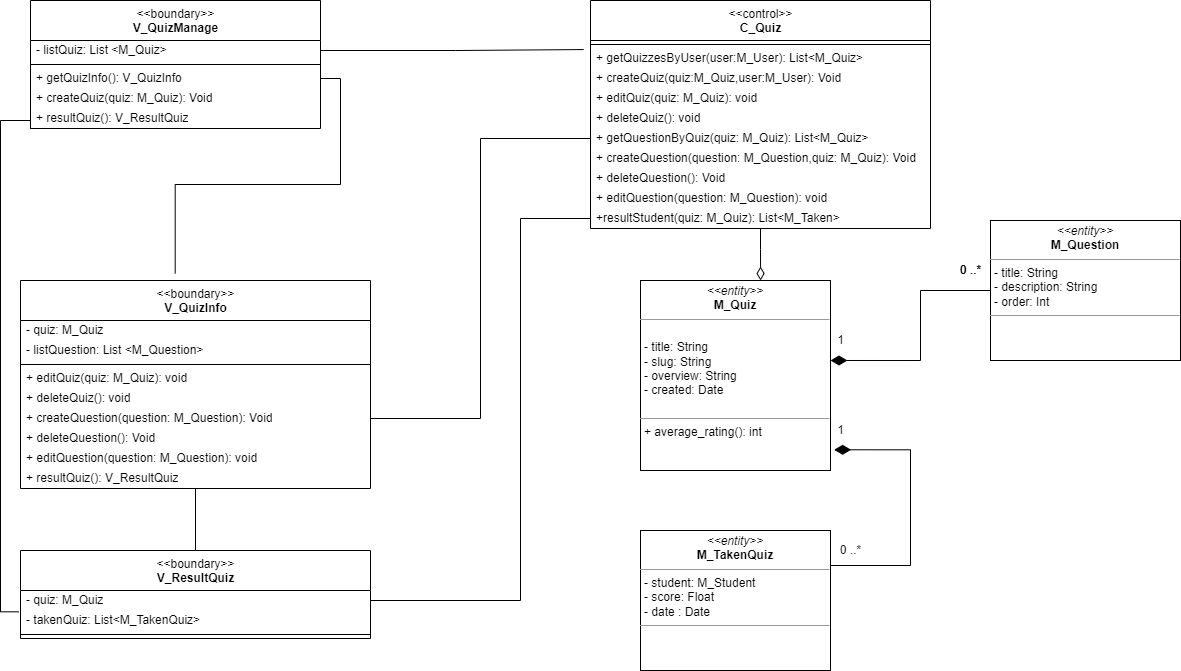 <<boundary>>
V_QuizManage
- listQuiz: List <M_Quiz>
+ getQuizInfo(): V_QuizInfo
+ createQuiz(quiz: M_Quiz): Void
+ resultQuiz(): V_ResultQuiz
<<control>>
C_Quiz
+ getQuizzesByUser(user:M_User): List<M_Quiz>
+ createQuiz(quiz:M_Quiz,user:M_User): Void
+ editQuiz(quiz: M_Quiz): void
+ deleteQuiz(): void
+ getQuestionByQuiz(quiz: M_Quiz): List<M_Quiz>
+ createQuestion(question: M_Question,quiz: M_Quiz): Void
+ deleteQuestion(): Void
+ editQuestion(question: M_Question): void
+resultStudent(quiz: M_Quiz): List<M_Taken>
<<entity>>
M_Question
- title: String
- description: String
- order: Int
0 ..*
<<boundary>>
V_QuizInfo
- quiz: M_Quiz
- listQuestion: List <M_Question>
+ editQuiz(quiz: M_Quiz): void
+ deleteQuiz(): void
+ createQuestion(question: M_Question): Void
+ deleteQuestion(): Void
+ editQuestion(question: M_Question): void
+ resultQuiz(): V_ResultQuiz
<<entity>>
M_Quiz
- title: String
- slug: String
- overview: String
- created: Date
+ average_rating(): int
1
1
<<boundary>>
V_ResultQuiz
- quiz: M_Quiz
- takenQuiz: List<M_TakenQuiz>
<<entity>>
M_TakenQuiz
- student: M_Student
- score: Float
- date : Date
0 ..*